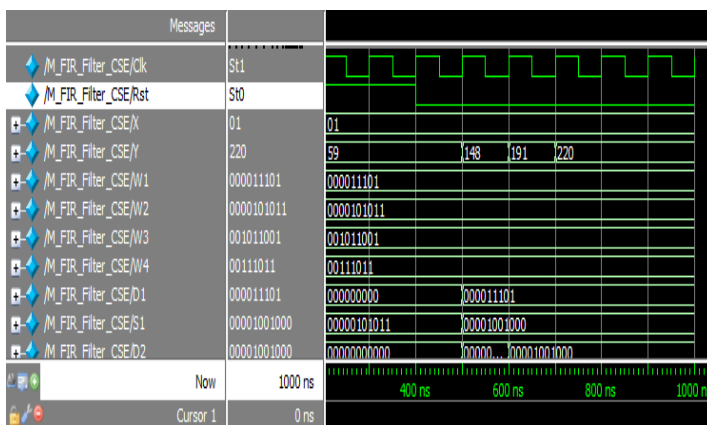 Messages
/M_FIR_Filter_CSE/Clk St1
/M_FIR_Filter_CSE/Rst St0
/M_FIR_Filter_CSE/X 01 01
/M_FIR_Filter_CSE/Y 220 59 148 191 220
/M_FIR_Filter_CSE/W1 000011101 000011101
/M_FIR_Filter_CSE/W2 0000101011 0000101011
/M_FIR_Filter_CSE/W3 001011001 001011001
/M_FIR_Filter_CSE/W4 00111011 00111011
/M_FIR_Filter_CSE/D1 000011101 000000000 000011101
/M_FIR_Filter_CSE/S1 00001001000 00000101011 00001001000
/M_FIR_Filter_CSE/D2 00001001000 00000000000 00000... 00001001000
Now 1000 ns 400 ns 600 ns 800 ns 1000 n
Cursor 1 0 ns